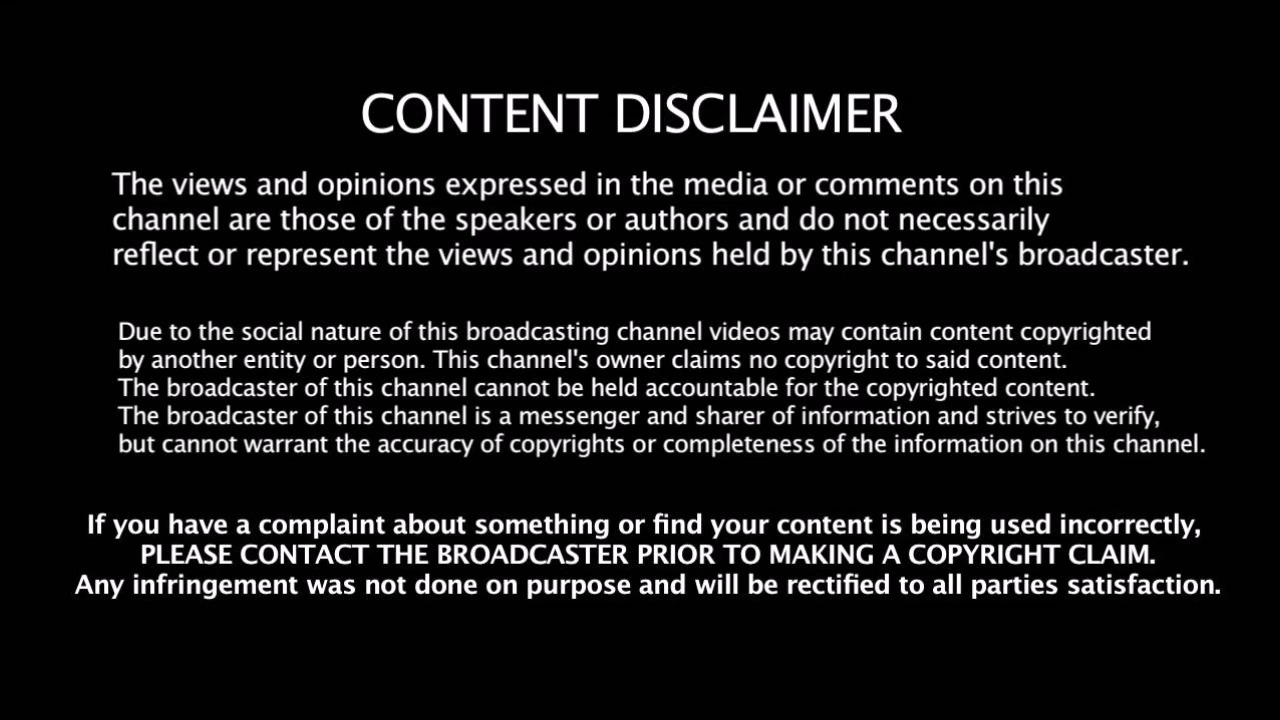 CONTENT DISCLAIMER
The views and opinions expressed in the media or comments on this
channel are those of the speakers or authors and do not necessarily
reflect or represent the views and opinions held by this channel's broadcaster.
Due to the social nature of this broadcasting channel videos may contain content copyrighted
by another entity or person. This channel's owner claims no copyright to said content.
The broadcaster of this channel cannot be held accountable for the copyrighted content.
The broadcaster of this channel is a messenger and sharer of information and strives to verify,
but cannot warrant the accuracy of copyrights or completeness of the information on this channel.
If you have a complaint about something or find your content is being used incorrectly,
PLEASE CONTACT THE BROADCASTER PRIOR TO MAKING A COPYRIGHT CLAIM.
Any infringement was not done on purpose and will be rectified to all parties satisfaction.